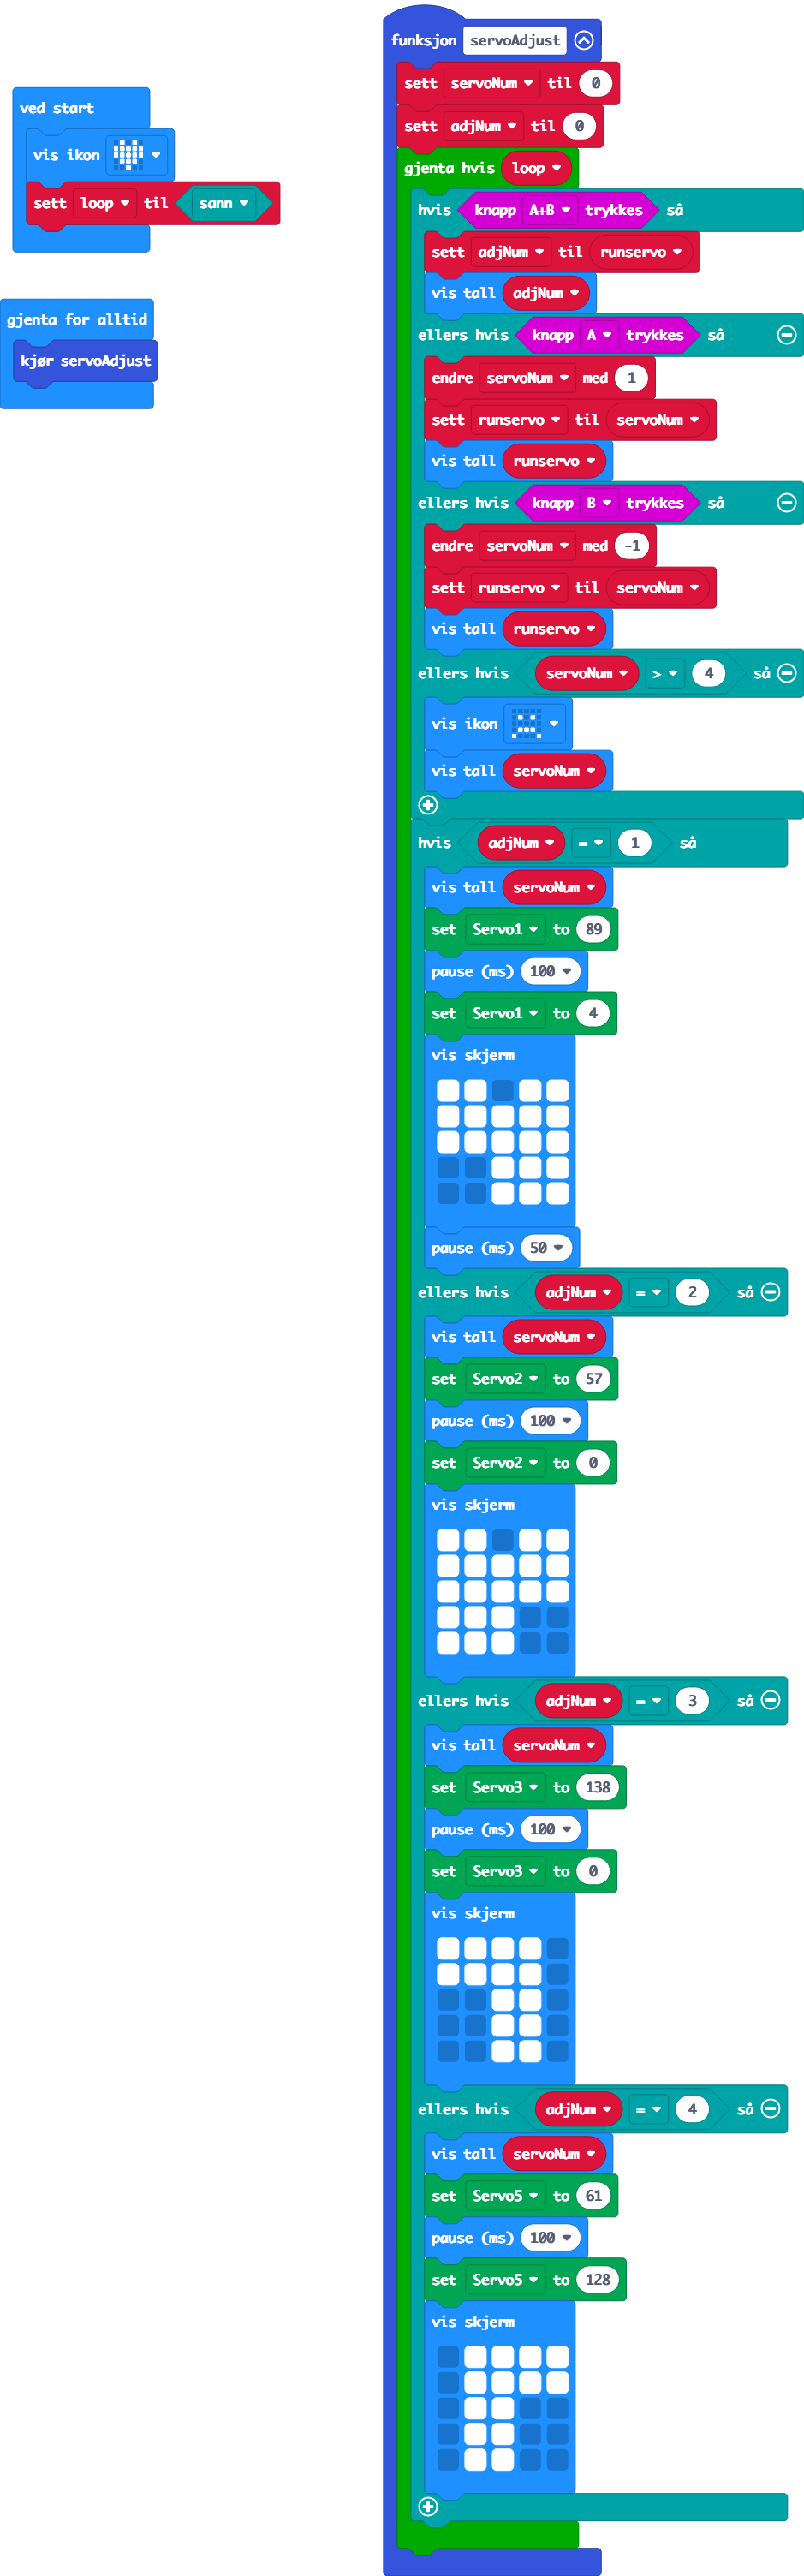 ved start
vis ikon
sett loop til sann
gjenta for alltid
kjør servoAdjust
funksjon servoAdjust
sett servoNum til 0
sett adjNum til 0
gjenta hvis loop
hvis knapp A+B trykkes så
sett adjNum til runservo
vis tall adjNum
ellers hvis knapp A trykkes så
endre servoNum med 1
sett runservo til servoNum
vis tall runservo
ellers hvis knapp B trykkes så
endre servoNum med -1
sett runservo til servoNum
vis tall runservo
ellers hvis servoNum > 4 så
vis ikon
vis tall servoNum
hvis adjNum = 1 så
vis tall servoNum
set Servo1 to 89
pause (ms) 100
set Servo1 to 4
vis skjerm
pause (ms) 50
ellers hvis adjNum = 2 så
vis tall servoNum
set Servo2 to 57
pause (ms) 100
set Servo2 to 0
vis skjerm
ellers hvis adjNum = 3 så
vis tall servoNum
set Servo3 to 138
pause (ms) 100
set Servo3 to 0
vis skjerm
ellers hvis adjNum = 4 så
vis tall servoNum
set Servo5 to 61
pause (ms) 100
set Servo5 to 128
vis skjerm